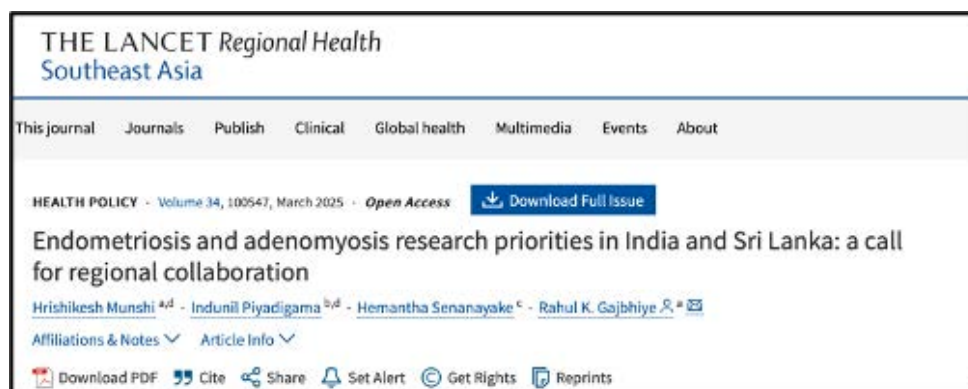 THE LANCET Regional Health
Southeast Asia
This journal Journals Publish Clinical Global health Multimedia Events About
HEALTH POLICY · Volume 34, 100547, March 2025 · Open Access Download Full Issue
Endometriosis and adenomyosis research priorities in India and Sri Lanka: a call
for regional collaboration
Hrishikesh Munshi a,d · Indunil Piyadigama b,d · Hemantha Senanayake c · Rahul K. Gajbhiye a
Affiliations & Notes Article Info
Download PDF Cite Share Set Alert Get Rights Reprints